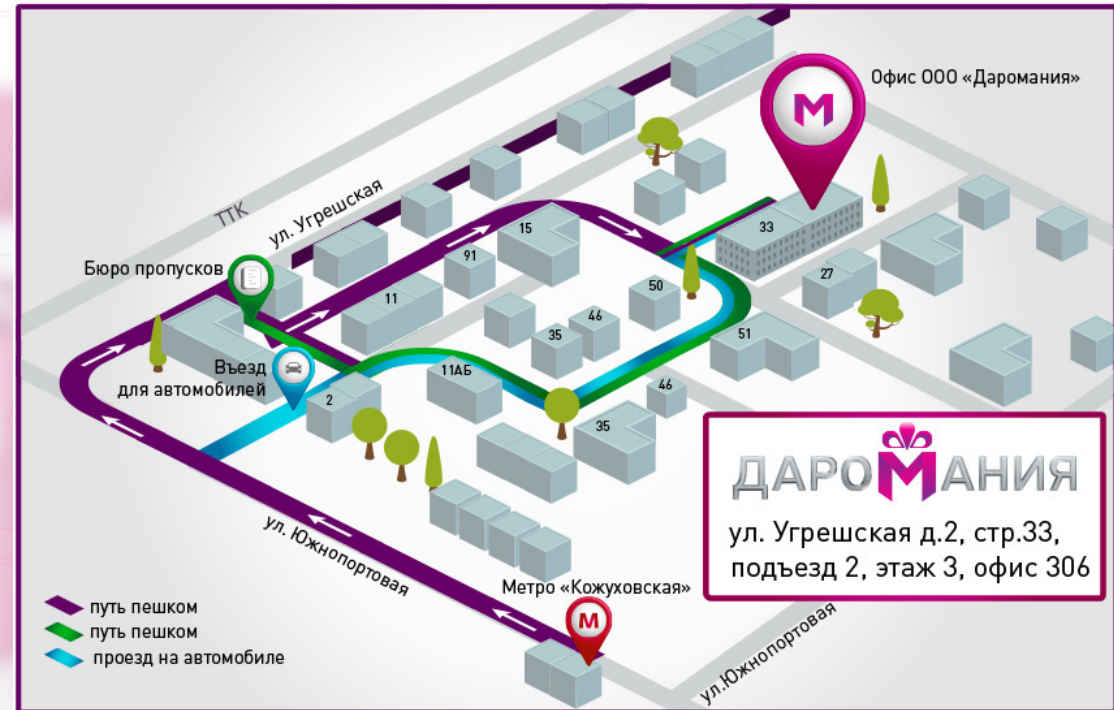 Офис ООО «Даромания»
М
ТТК
ул. Угрешская
Бюро пропусков
15
33
91
27
11
50
46
35
51
Въезд
для автомобилей
11АБ
2
46
35
ДАРОМАНИЯ
ул. Угрешская д.2, стр.33,
подъезд 2, этаж 3, офис 306
ул. Южнопортовая
Метро «Кожуховская»
М
ул.Южнопортовая
путь пешком
путь пешком
проезд на автомобиле